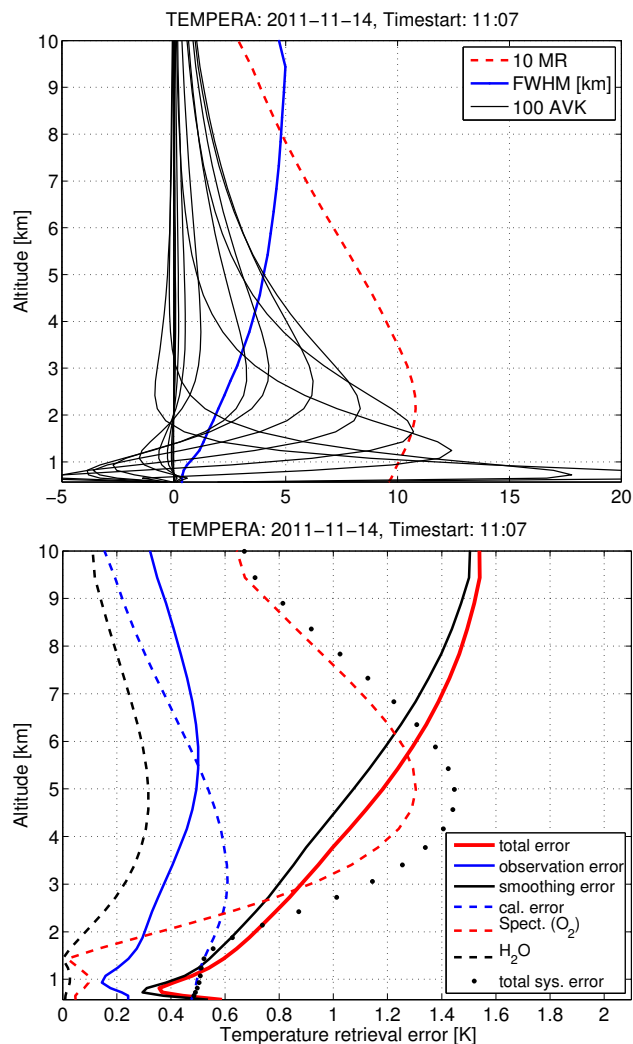 TEMPERA: 2011−11−14, Timestart: 11:07
10
9
8
7
6
5
4
3
2
1
Altitude [km]
10 MR
FWHM [km]
100 AVK
−5 0 5 10 15 20
TEMPERA: 2011−11−14, Timestart: 11:07
10
9
8
7
6
5
4
3
2
1
Altitude [km]
total error
observation error
smoothing error
cal. error
Spect. (O2)
H2O
total sys. error
0 0.2 0.4 0.6 0.8 1 1.2 1.4 1.6 1.8 2
Temperature retrieval error [K]